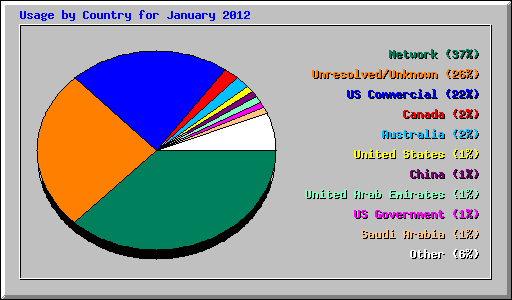 Usage by Country for January 2012
Network (37%)
Unresolved/Unknown (26%)
US Commercial (22%)
Canada (2%)
Australia (2%)
United States (1%)
China (1%)
United Arab Emirates (1%)
US Government (1%)
Saudi Arabia (1%)
Other (6%)